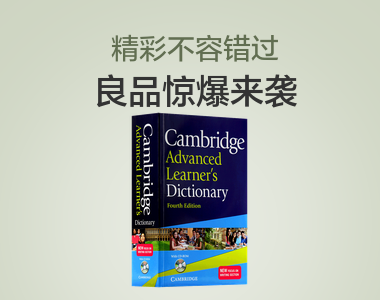 精彩不容错过
良品惊爆来袭
Cambridge
Advanced
Learner's
Dictionary
Fourth Edition
CAMBRIDGE
Cambridge
Advanced Learner's
Dictionary
CAMBRIDGE